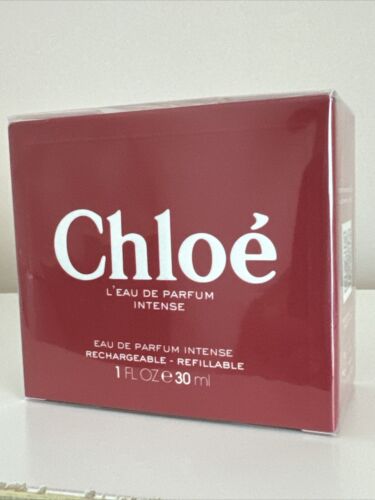 Chloé
L'EAU DE PARFUM
INTENSE
EAU DE PARFUM INTENSE
RECHARGEABLE - REFILLABLE
1 FL OZ ℮ 30 ml